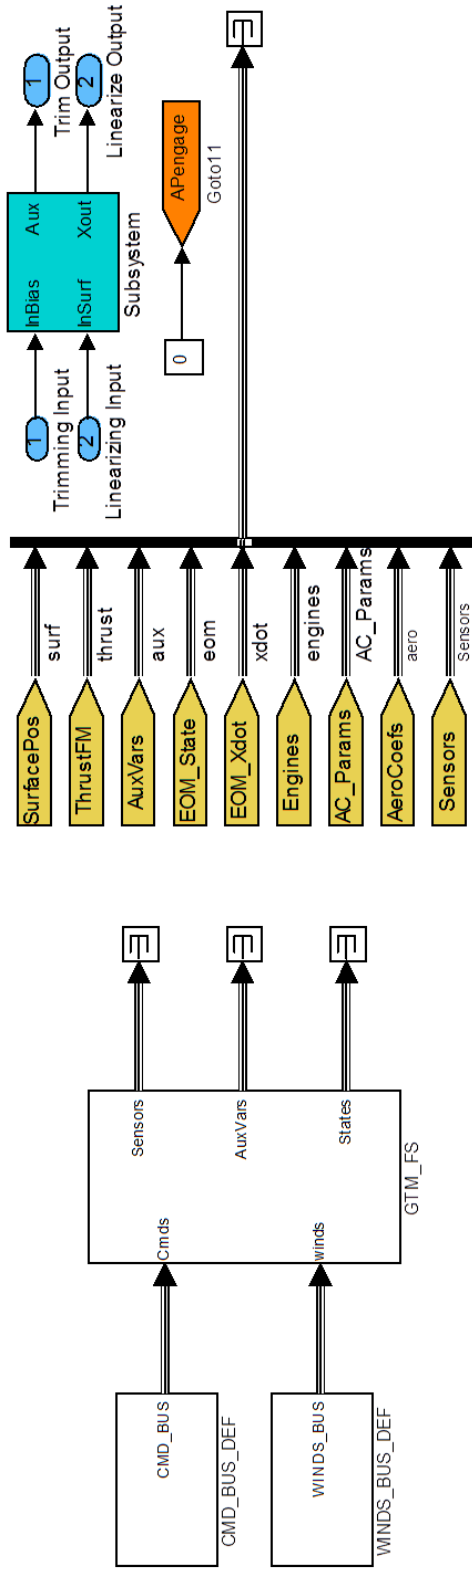 CMD_BUS
CMD_BUS_DEF
WINDS_BUS
WINDS_BUS_DEF
Cmds
winds
Sensors
AuxVars
States
GTM_FS
SurfacePos
surf
ThrustFM
thrust
AuxVars
aux
EOM_State
eom
EOM_Xdot
xdot
Engines
engines
AC_Params
AC_Params
AeroCoefs
aero
Sensors
Sensors
1
Trimming Input
2
Linearizing Input
InBias
Aux
InSurf
Xout
Subsystem
1
Trim Output
2
Linearize Output
0
APengage
Goto11